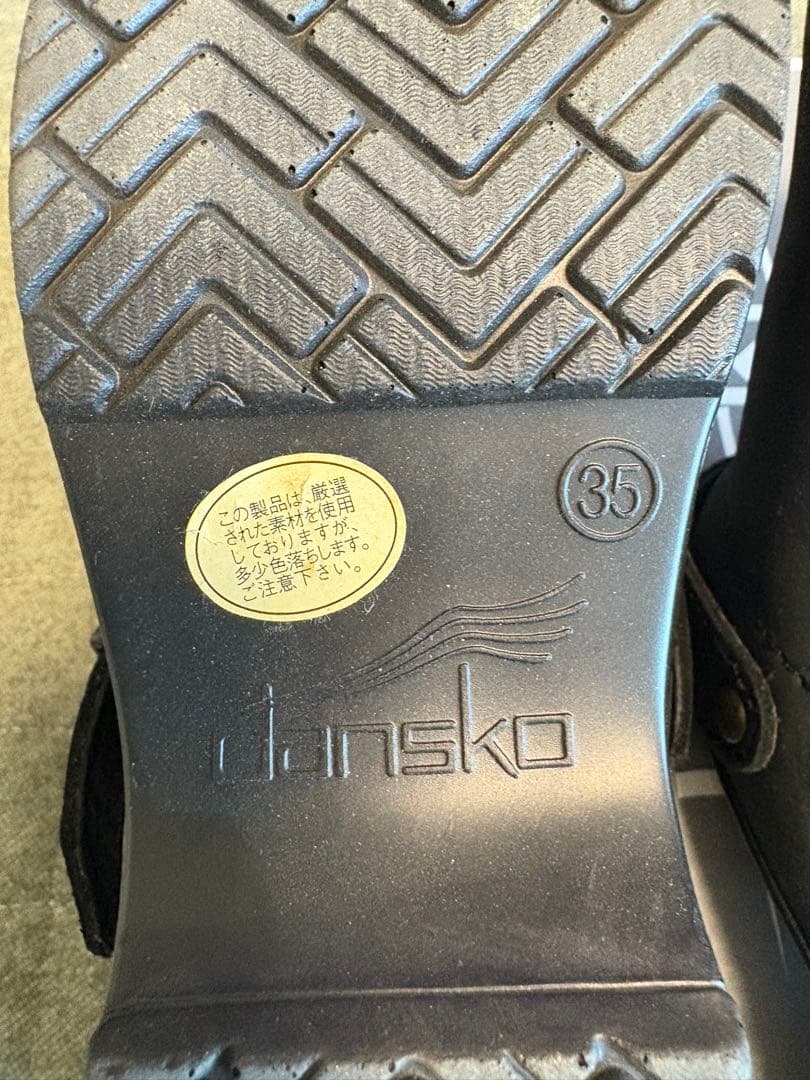 この製品は、厳選
された素材を使用
しておりますが、
多少色落ちします。
ご注意下さい。
35
dansko